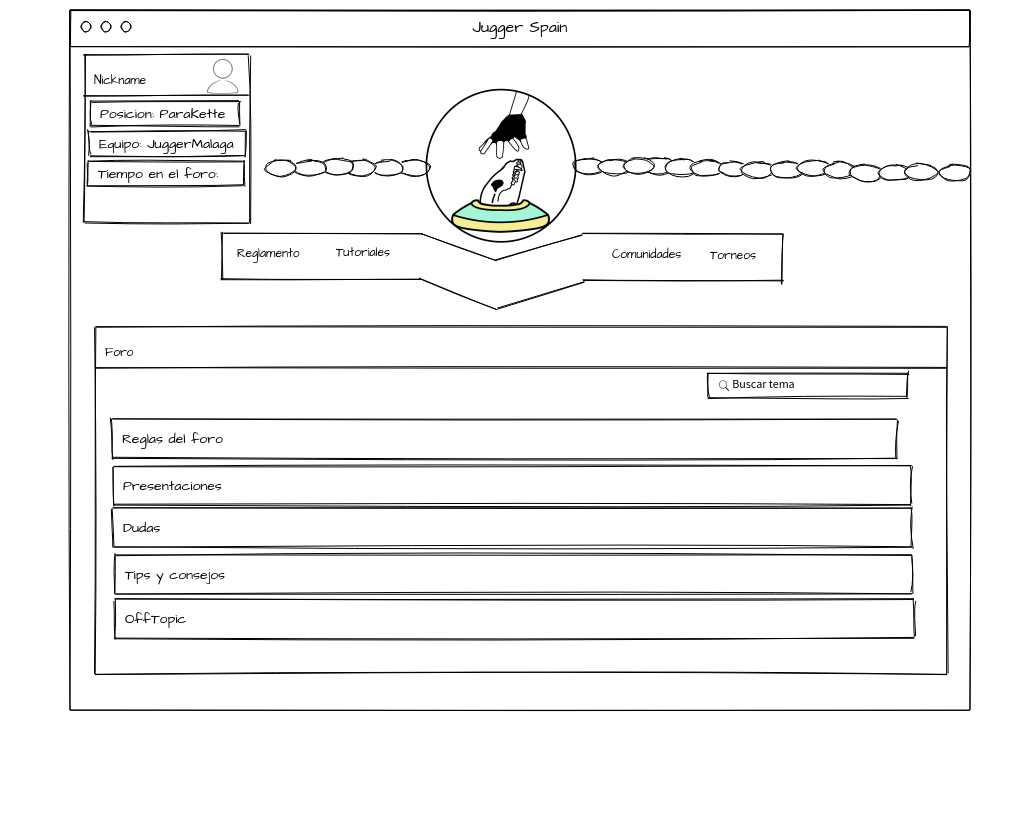 Jugger Spain
Nickname
Posicion: ParaKette
Equipo: JuggerMalaga
Tiempo en el foro:
Reglamento
Tutoriales
Comunidades
Torneos
Foro
Buscar tema
Reglas del foro
Presentaciones
Dudas
Tips y consejos
OffTopic